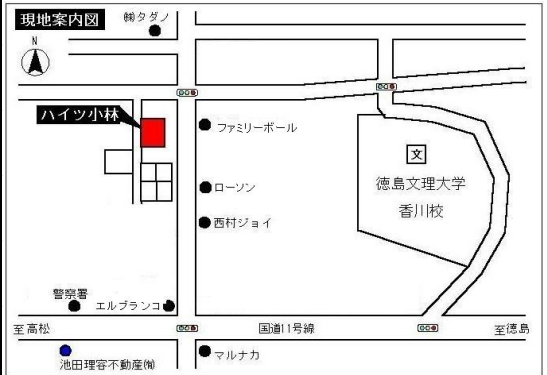 現地案内図
㈱タダノ
N
ハイツ小林
ファミリーボール
文
徳島文理大学
香川校
ローソン
西村ジョイ
警察署
エルブランコ
至高松
国道11号線
至徳島
池田理容不動産㈲
マルナカ